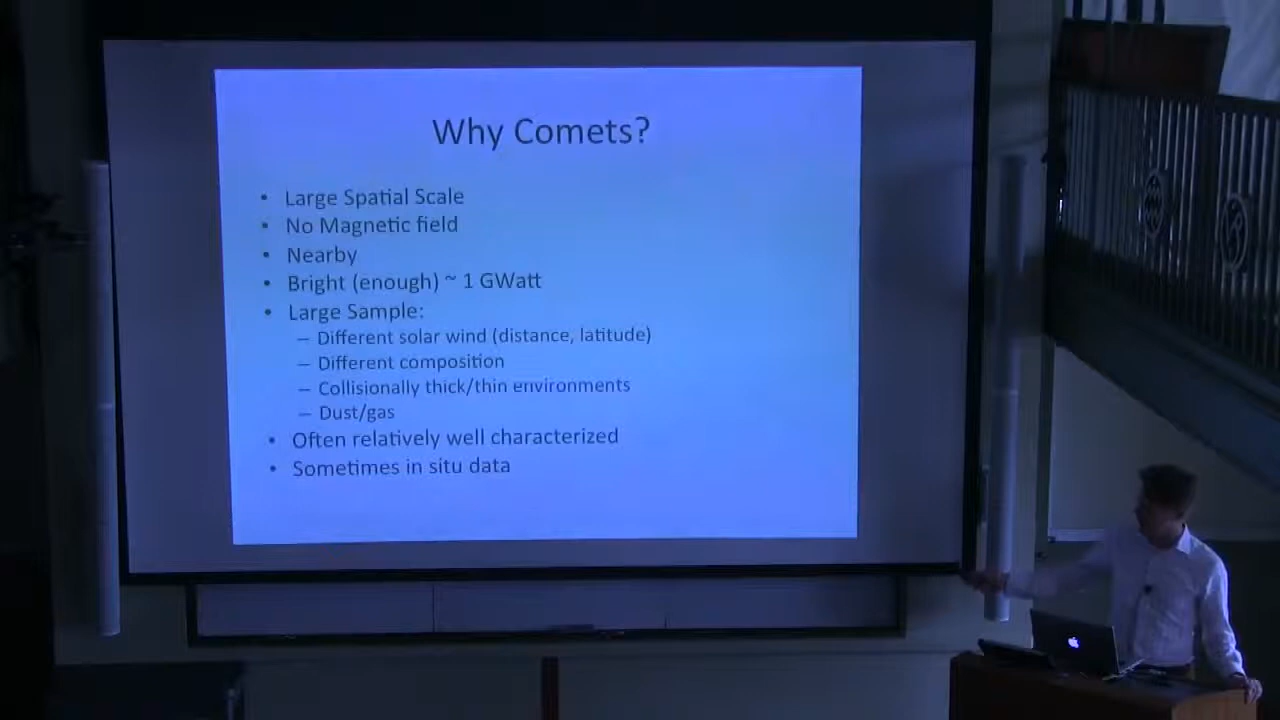 Why Comets?
• Large Spatial Scale
• No Magnetic field
• Nearby
• Bright (enough) ~ 1 GWatt
• Large Sample:
– Different solar wind (distance, latitude)
– Different composition
– Collisionally thick/thin environments
– Dust/gas
• Often relatively well characterized
• Sometimes in situ data